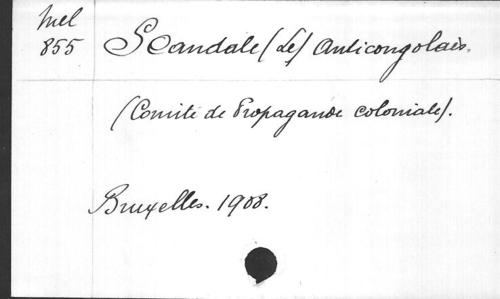 Mel
855
Scandale (Le) Anticongolais.
(Comité de Propagande coloniale).
Bruxelles. 1908.